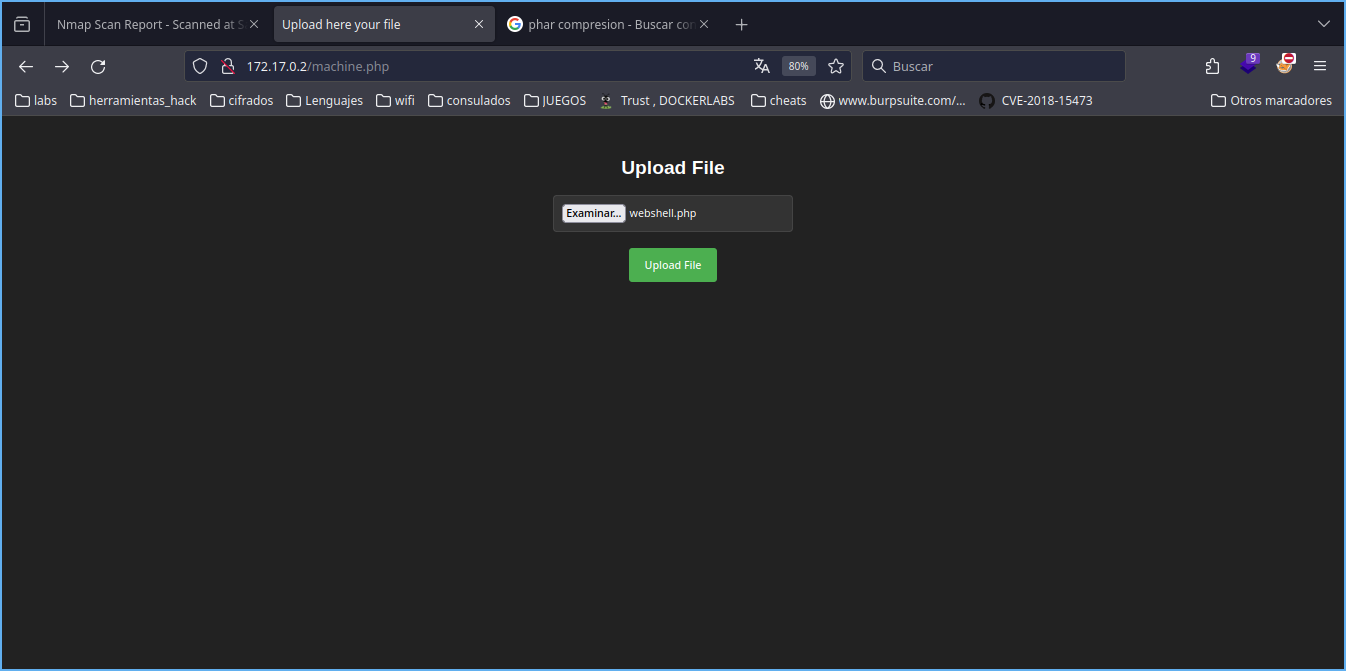 Nmap Scan Report - Scanned at S
Upload here your file
phar compresion - Buscar con
172.17.0.2/machine.php
80%
Buscar
9
labs
herramientas_hack
cifrados
Lenguajes
wifi
consulados
JUEGOS
Trust , DOCKERLABS
cheats
www.burpsuite.com/...
CVE-2018-15473
Otros marcadores
Upload File
Examinar... webshell.php
Upload File